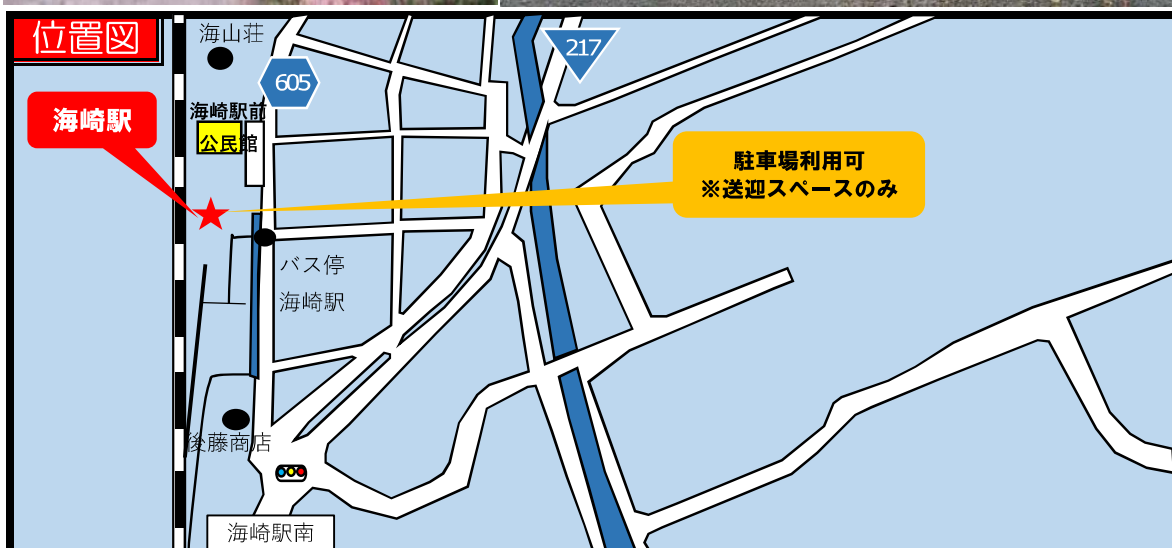 位置図
海山荘
217
605
海崎駅
海崎駅前
公民館
駐車場利用可
※送迎スペースのみ
バス停
海崎駅
後藤商店
海崎駅南